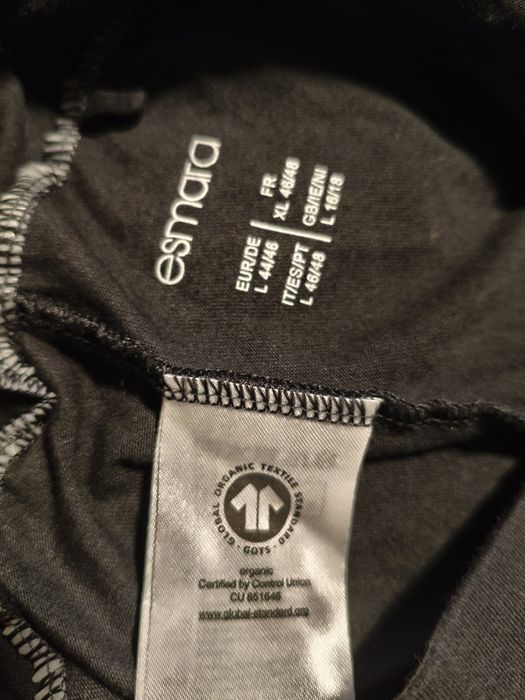 esmara
EUR/DE
L 44/46
FR
XL 46/48
IT/ES/PT
L 46/48
GB/IE/NI
L 16/18
GLOBAL ORGANIC TEXTILE STANDARD
· GOTS ·
organic
Certified by Control Union
CU 851646
www.global-standard.org